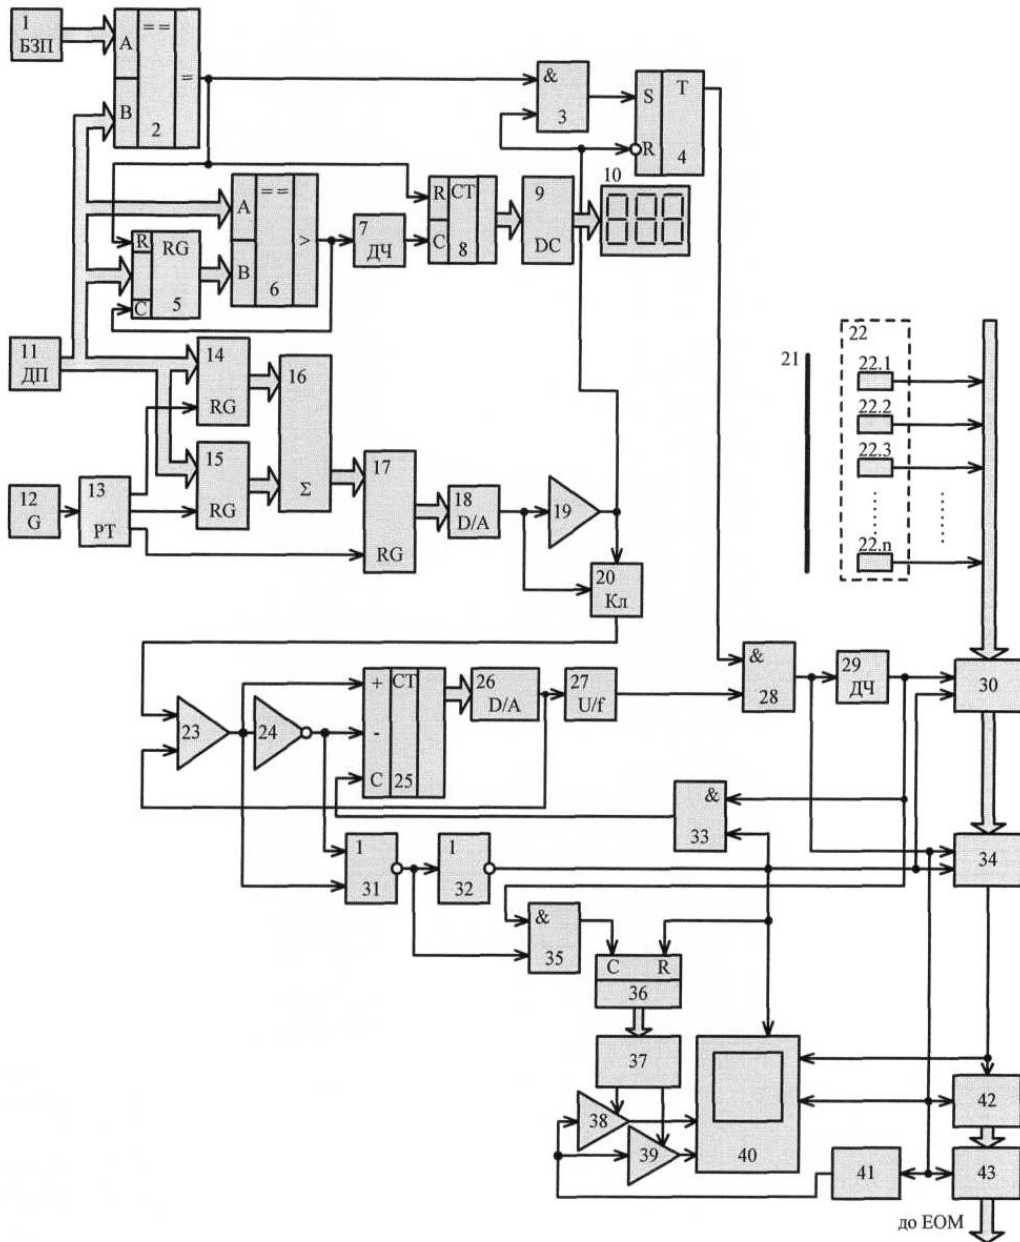 1
БЗП
A
B
= =
=
2
&
3
S
R
T
4
A
B
= =
>
6
R
C
RG
5
7
ДЧ
R
C
CT
8
9
DC
10
11
ДП
14
RG
16
Σ
15
RG
17
RG
12
G
13
РТ
18
D/A
19
20
Кл
21
22
22.1
22.2
22.3
22.n
23
24
+
-
C
CT
25
26
D/A
27
U/f
&
28
29
ДЧ
30
&
33
34
1
31
1
32
&
35
C
R
36
37
38
39
40
41
42
43
до ЕОМ